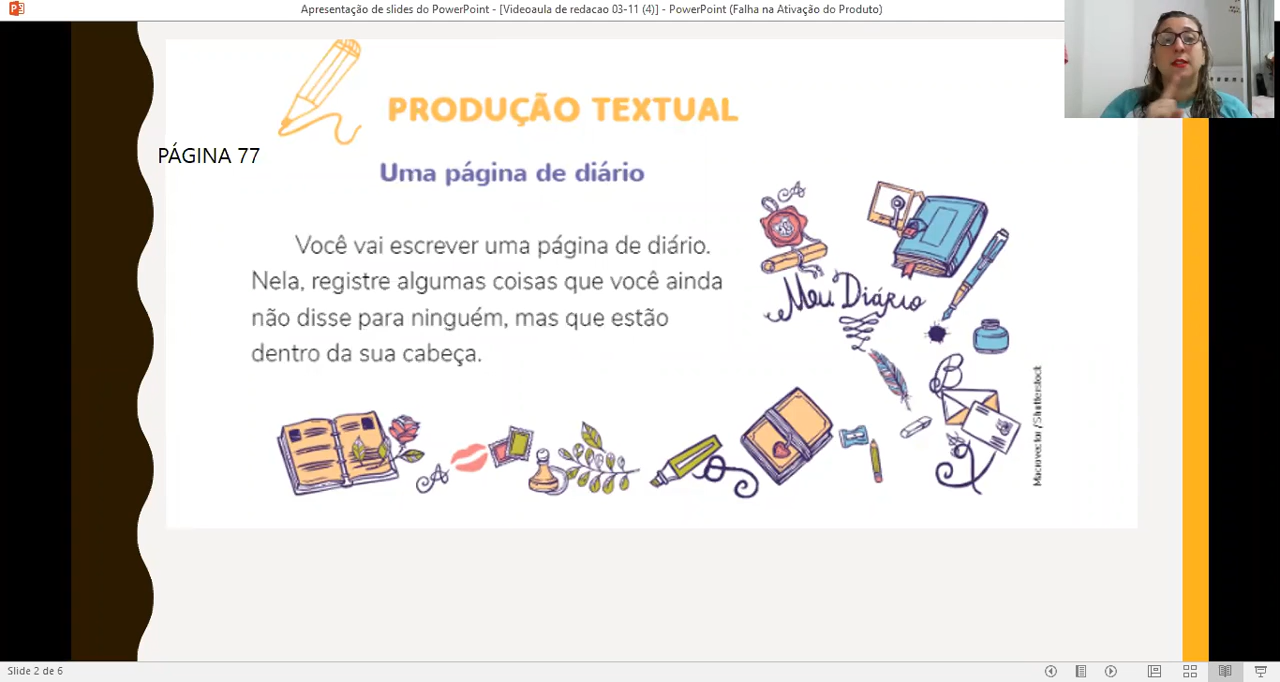 Apresentação de slides do PowerPoint - [Videoaula de redacao 03-11 (4)] - PowerPoint (Falha na Ativação do Produto)
PRODUÇÃO TEXTUAL
PÁGINA 77
Uma página de diário
Você vai escrever uma página de diário.
Nela, registre algumas coisas que você ainda
não disse para ninguém, mas que estão
dentro da sua cabeça.
A
Meu Diário
B
A
Macrovector/Shutterstock
Slide 2 de 6